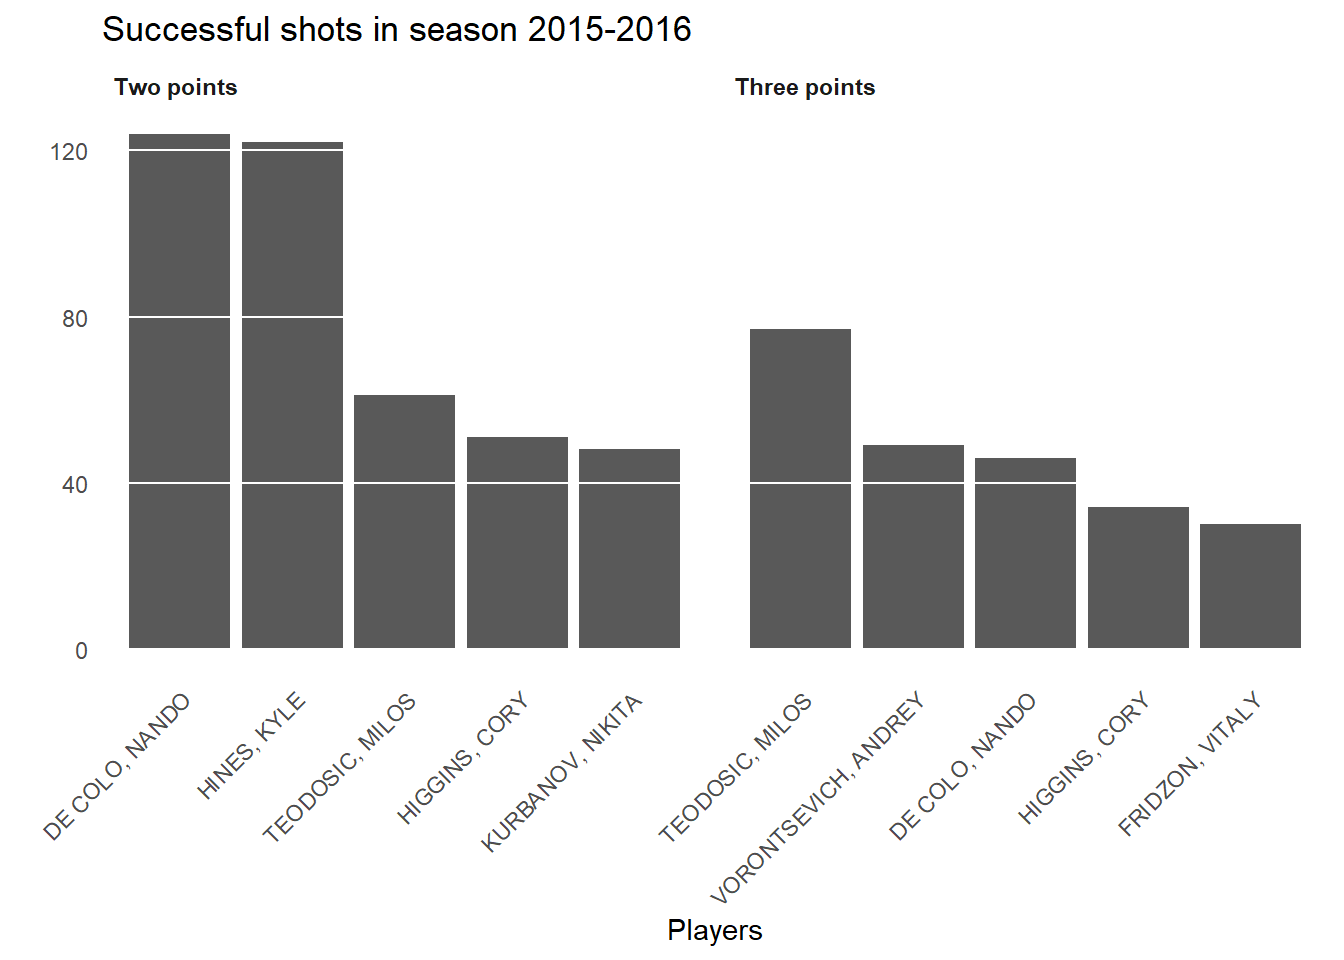 Successful shots in season 2015-2016
Two points
Three points
120
80
40
0
DE COLO, NANDO
HINES, KYLE
TEODOSIC, MILOS
HIGGINS, CORY
KURBANOV, NIKITA
TEODOSIC, MILOS
VORONTSEVICH, ANDREY
DE COLO, NANDO
HIGGINS, CORY
FRIDZON, VITALY
Players